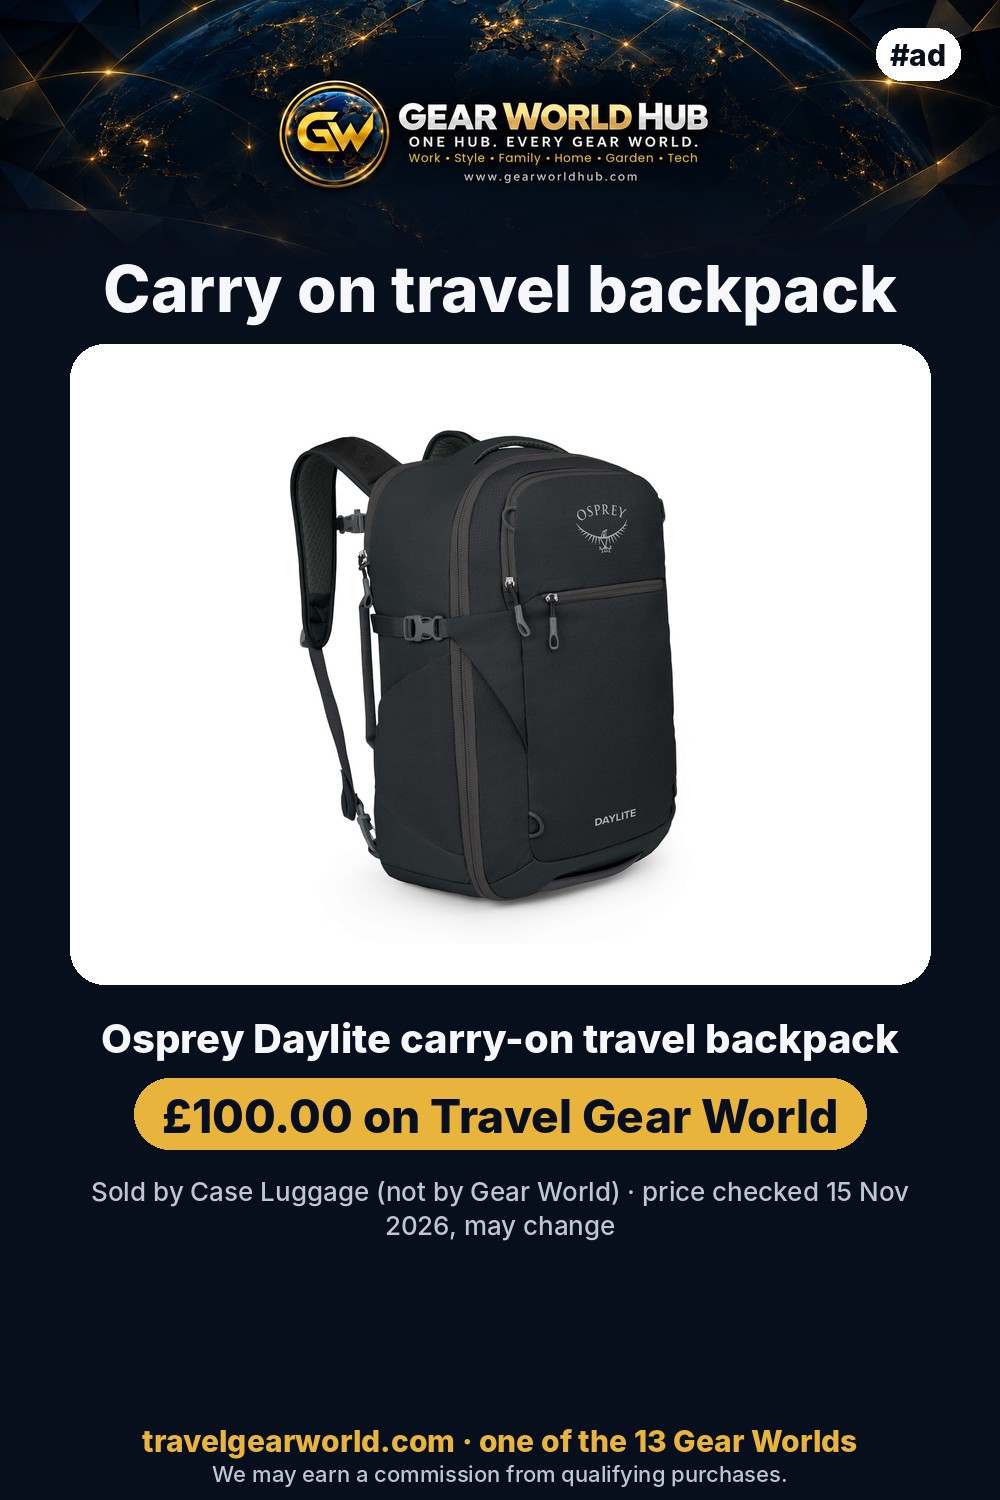 #ad
GW
GEAR WORLD HUB
ONE HUB. EVERY GEAR WORLD.
Work • Style • Family • Home • Garden • Tech
www.gearworldhub.com
Carry on travel backpack
OSPREY
DAYLITE
Osprey Daylite carry-on travel backpack
£100.00 on Travel Gear World
Sold by Case Luggage (not by Gear World) · price checked 15 Nov
2026, may change
travelgearworld.com · one of the 13 Gear Worlds
We may earn a commission from qualifying purchases.